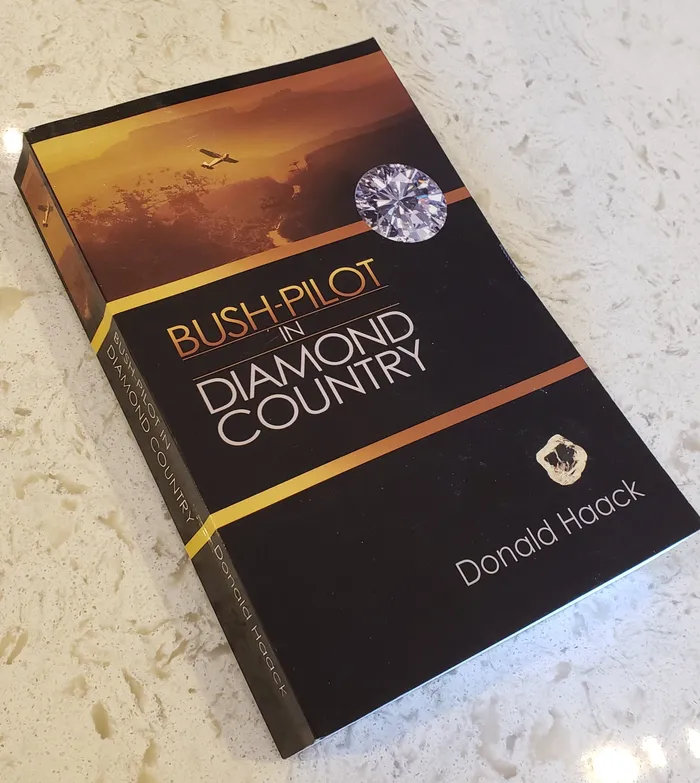 BUSH-PILOT
IN
DIAMOND
COUNTRY
Donald Haack
BUSH-PILOT IN
DIAMOND COUNTRY
Donald Haack